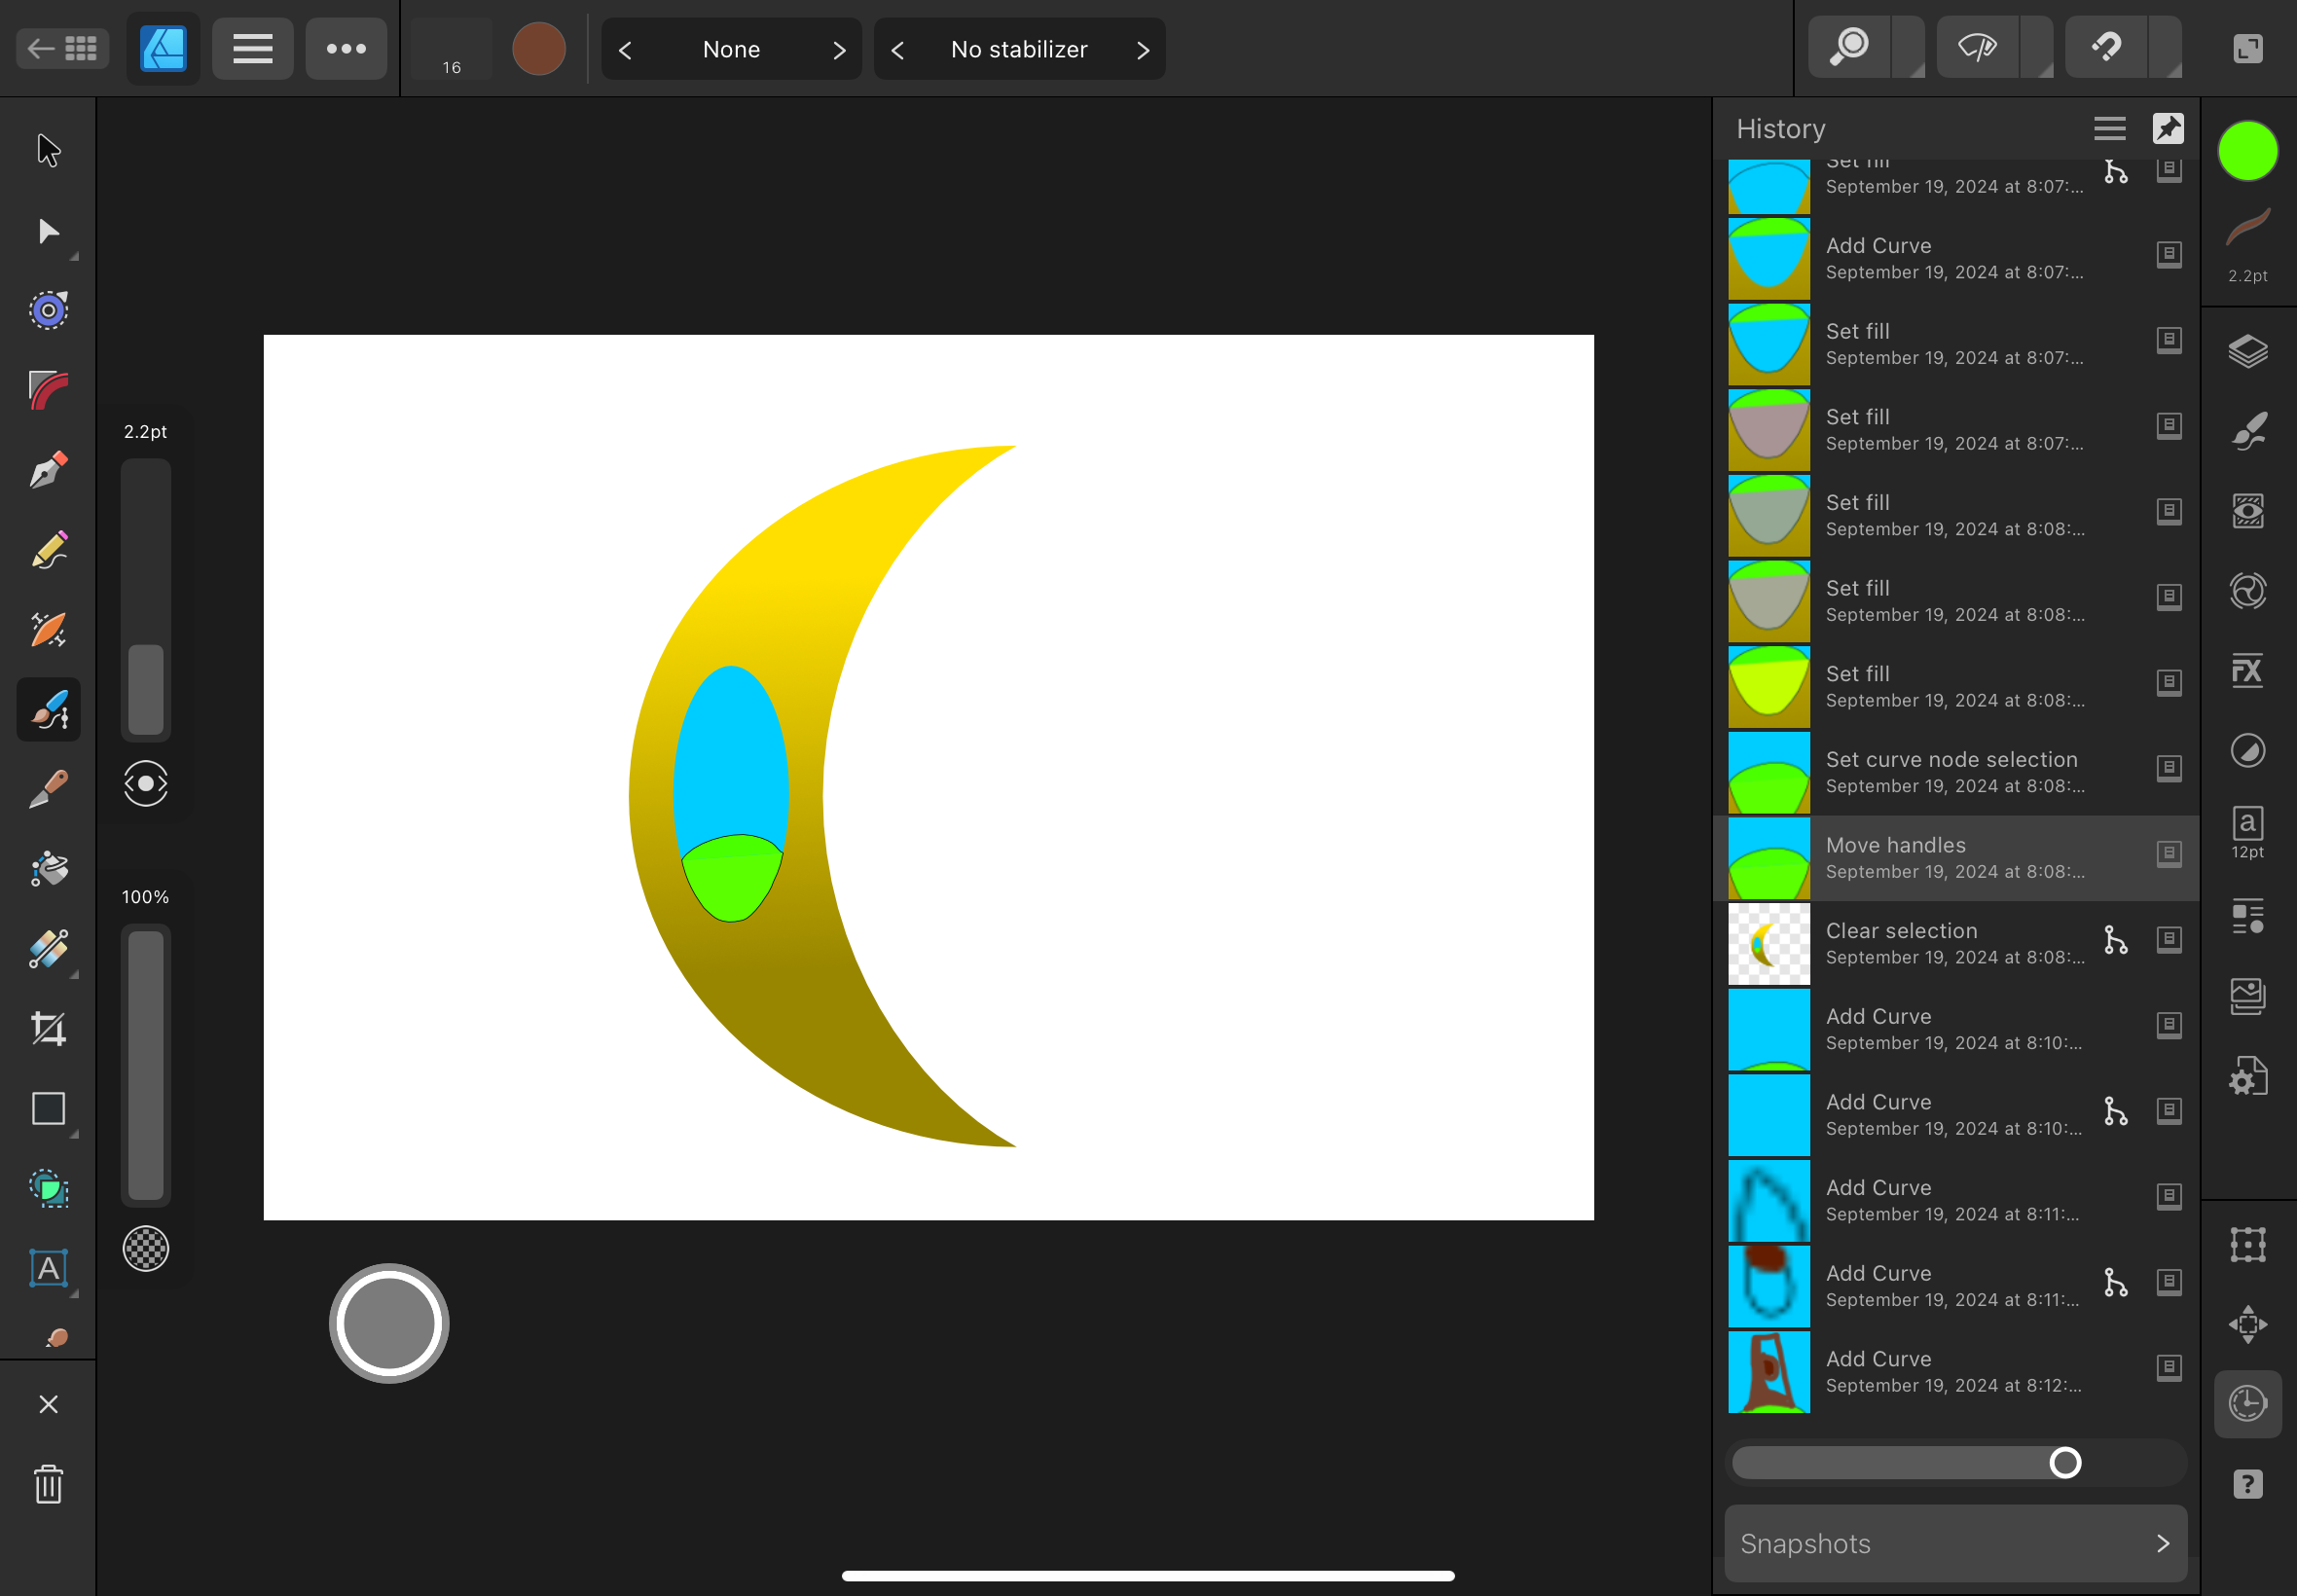 16
None
No stabilizer
History
Set fill
September 19, 2024 at 8:07:...
2.2pt
Add Curve
September 19, 2024 at 8:07:...
Set fill
September 19, 2024 at 8:07:...
Set fill
September 19, 2024 at 8:07:...
2.2pt
Set fill
September 19, 2024 at 8:08:...
Set fill
September 19, 2024 at 8:08:...
FX
Set fill
September 19, 2024 at 8:08:...
Set curve node selection
September 19, 2024 at 8:08:...
a
12pt
Move handles
September 19, 2024 at 8:08:...
100%
Clear selection
September 19, 2024 at 8:08:...
Add Curve
September 19, 2024 at 8:10:...
Add Curve
September 19, 2024 at 8:10:...
Add Curve
September 19, 2024 at 8:11:...
A
Add Curve
September 19, 2024 at 8:11:...
Add Curve
September 19, 2024 at 8:12:...
?
Snapshots